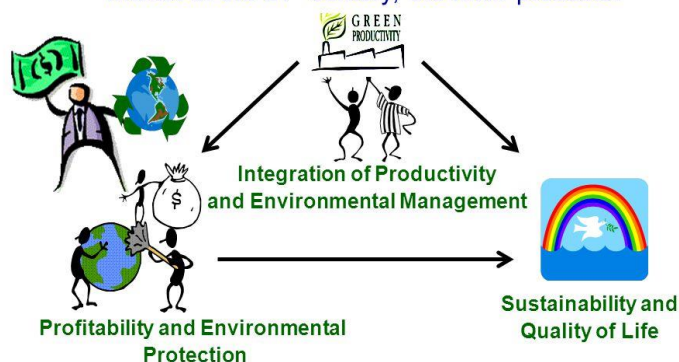 GREEN
PRODUCTIVITY
Integration of Productivity
and Environmental Management
Profitability and Environmental
Protection
Sustainability and
Quality of Life
$
$